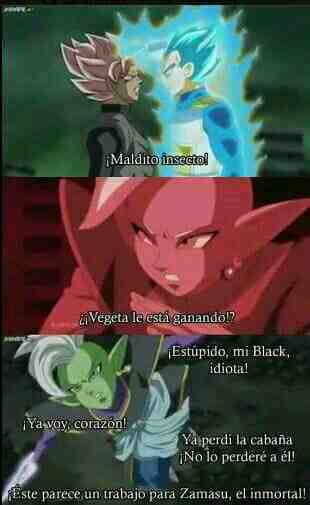 ¡Maldito insecto!
¿¡Vegeta le está ganando!?
¡Estúpido, mi Black,
idiota!
¡Ya voy, corazón!
Ya perdí la cabaña
¡No lo perderé a él!
¡Éste parece un trabajo para Zamasu, el inmortal!